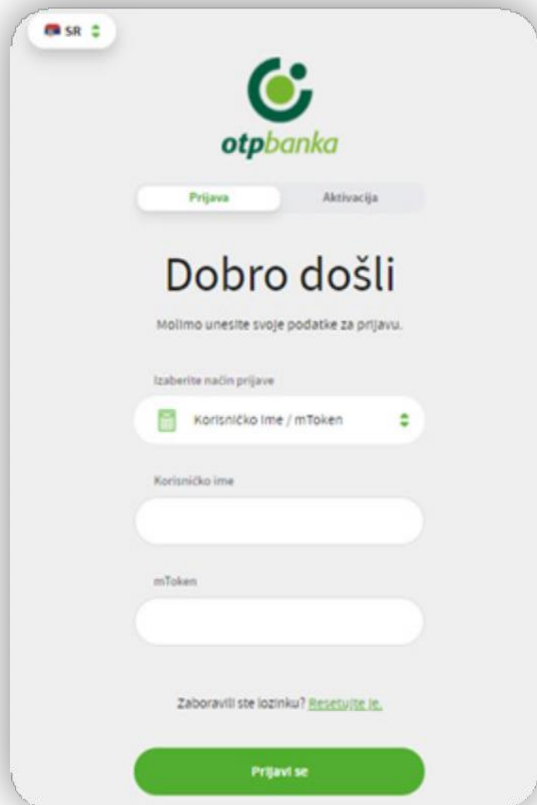 SR
otpbanka
Prijava Aktivacija
Dobro došli
Molimo unesite svoje podatke za prijavu.
Izaberite način prijave
Korisničko ime / mToken
Korisničko ime
mToken
Zaboravili ste lozinku? Resetujte je.
Prijavi se